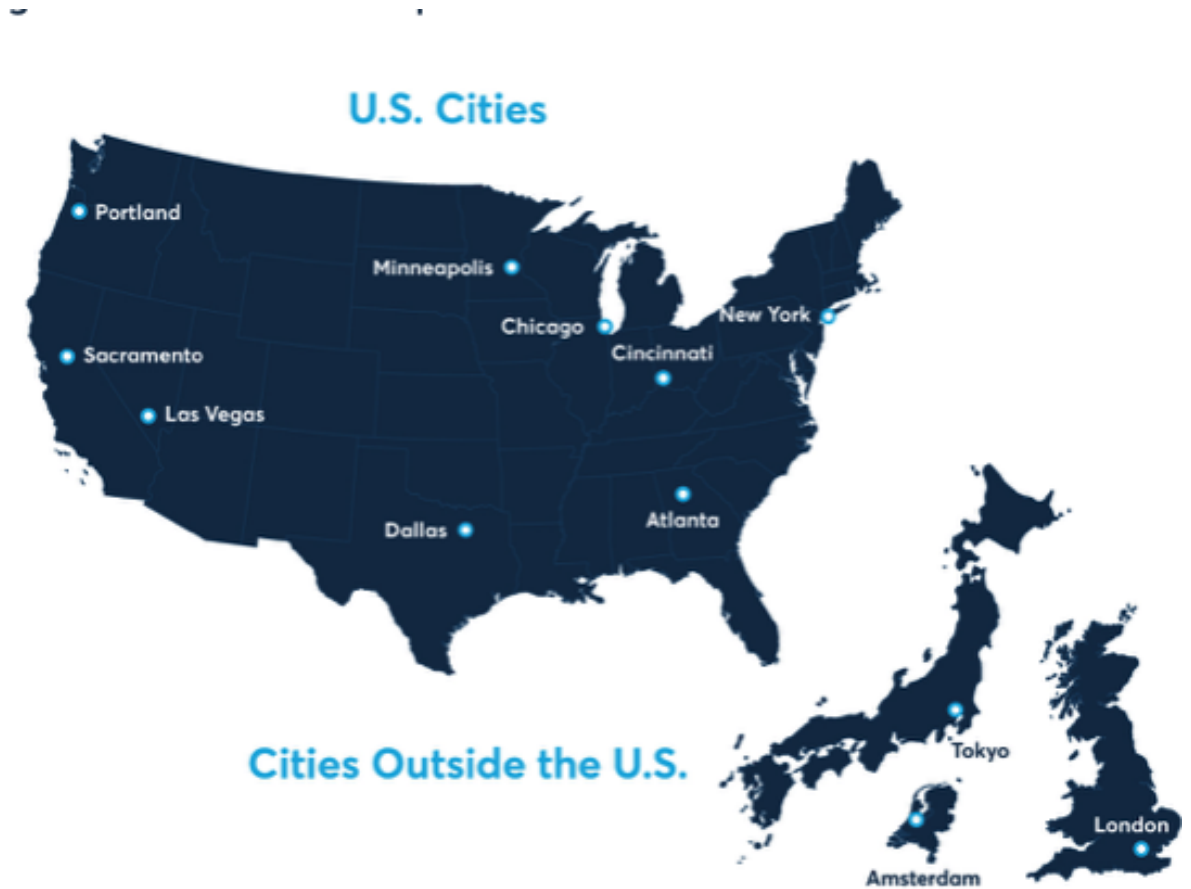 U.S. Cities
Portland
Minneapolis
New York
Chicago
Cincinnati
Sacramento
Las Vegas
Atlanta
Dallas
Cities Outside the U.S.
Tokyo
London
Amsterdam